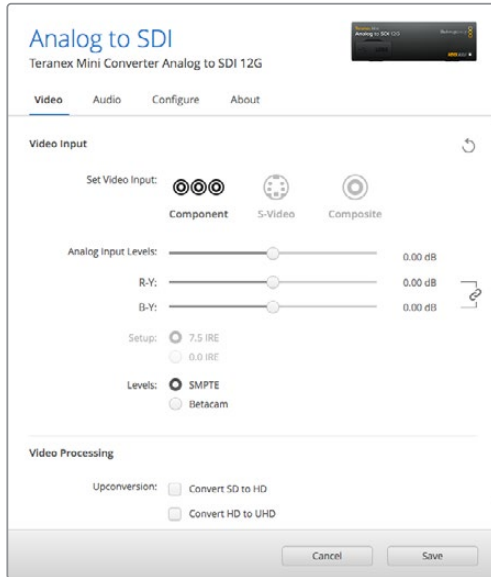 Analog to SDI
Teranex Mini Converter Analog to SDI 12G
Video Audio Configure About
Video Input
Set Video Input:
Component S-Video Composite
Analog Input Levels: 0.00 dB
R-Y: 0.00 dB
B-Y: 0.00 dB
Setup: 7.5 IRE
0.0 IRE
Levels: SMPTE
Betacam
Video Processing
Upconversion: Convert SD to HD
Convert HD to UHD
Cancel Save